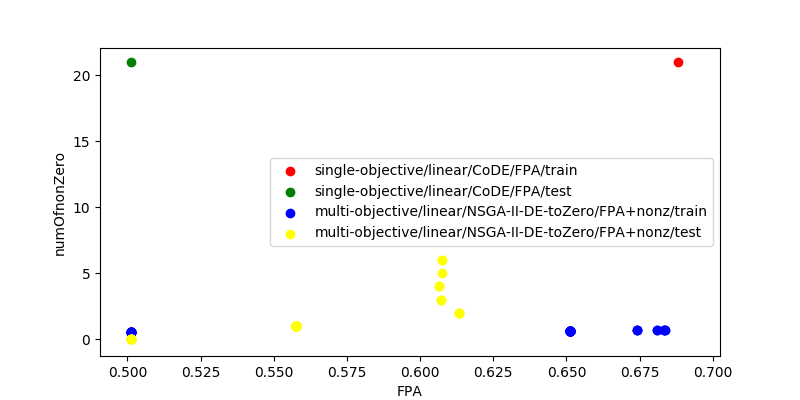 20
15
10
5
0
numOfnonZero
single-objective/linear/CoDE/FPA/train
single-objective/linear/CoDE/FPA/test
multi-objective/linear/NSGA-II-DE-toZero/FPA+nonz/train
multi-objective/linear/NSGA-II-DE-toZero/FPA+nonz/test
0.500 0.525 0.550 0.575 0.600 0.625 0.650 0.675 0.700
FPA